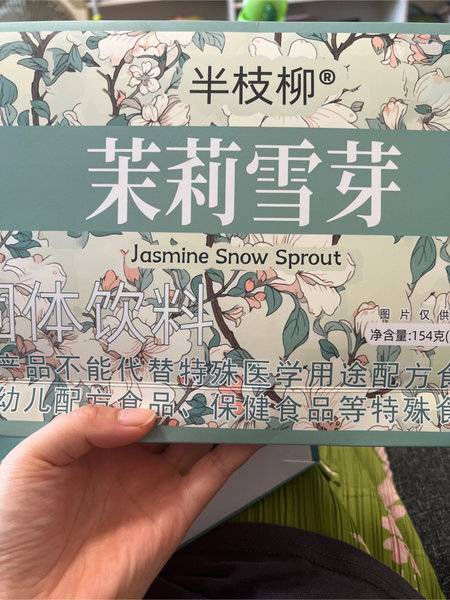 半枝柳®
茉莉雪芽
Jasmine Snow Sprout
固体饮料
图片仅供
净含量:154克(
产品不能代替特殊医学用途配方食
幼儿配方食品、保健食品等特殊食